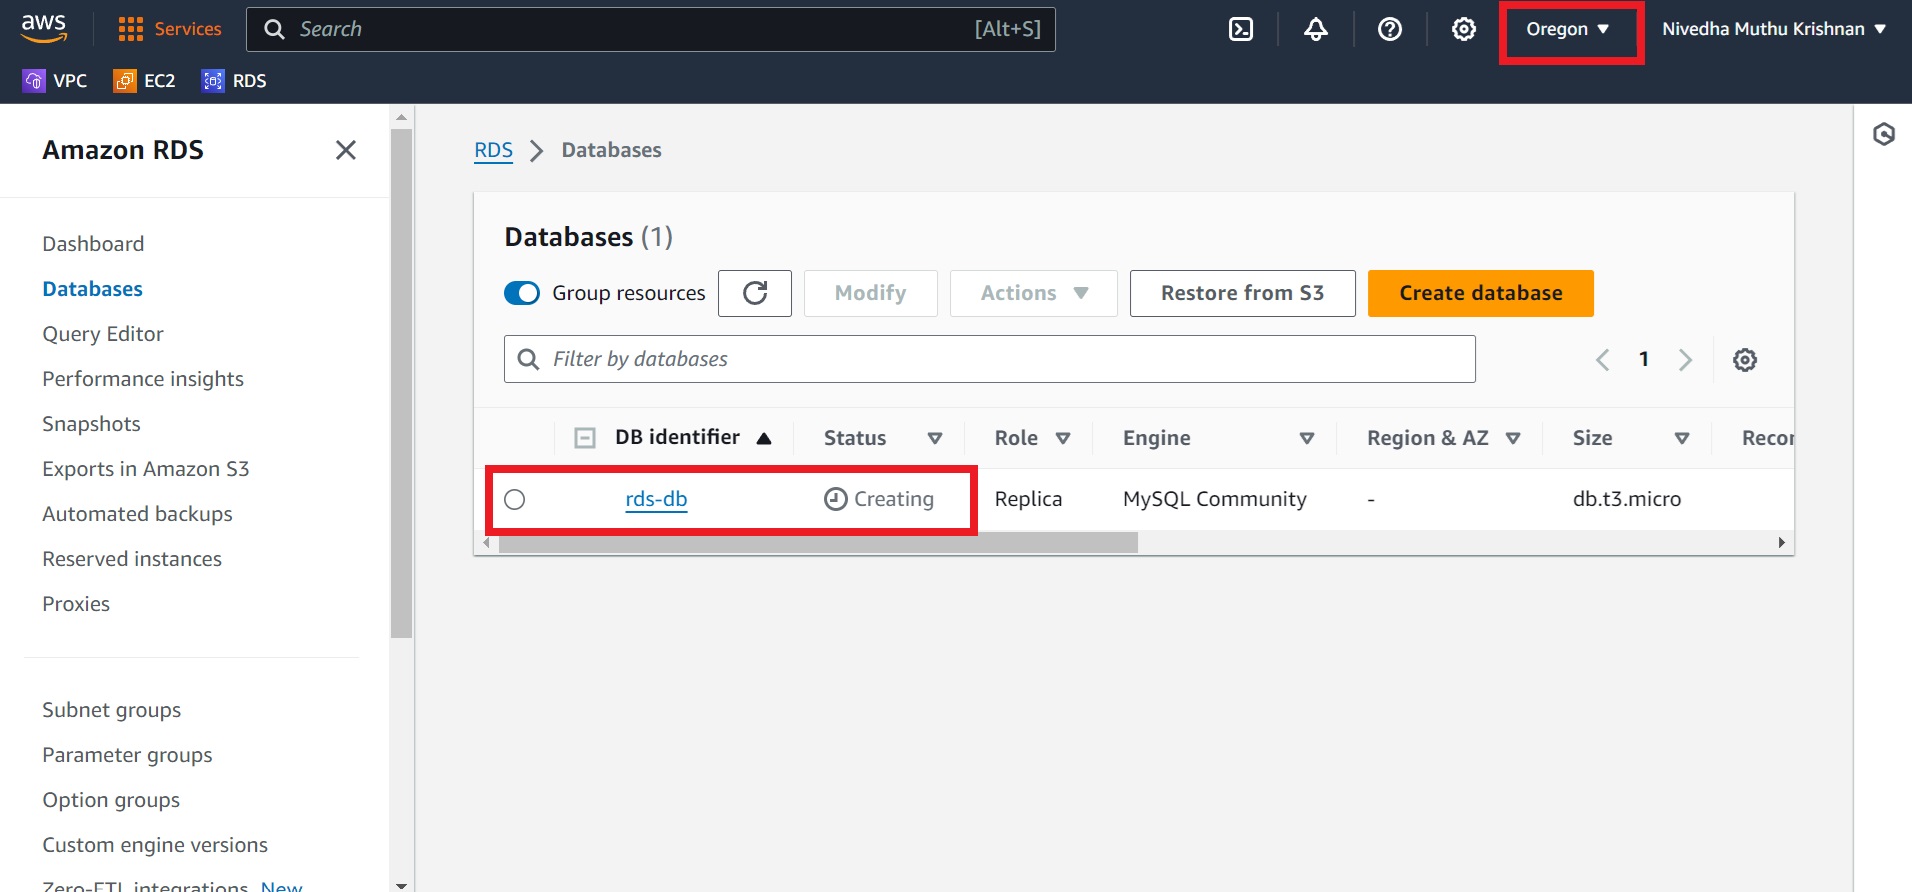 aws Services Search [Alt+S] Oregon Nivedha Muthu Krishnan
VPC EC2 RDS
Amazon RDS
Dashboard
Databases
Query Editor
Performance insights
Snapshots
Exports in Amazon S3
Automated backups
Reserved instances
Proxies
Subnet groups
Parameter groups
Option groups
Custom engine versions
Zero-ETL integrations New
RDS Databases
Databases (1)
Group resources Modify Actions Restore from S3 Create database
Filter by databases 1
DB identifier Status Role Engine Region & AZ Size Recor
rds-db Creating Replica MySQL Community - db.t3.micro